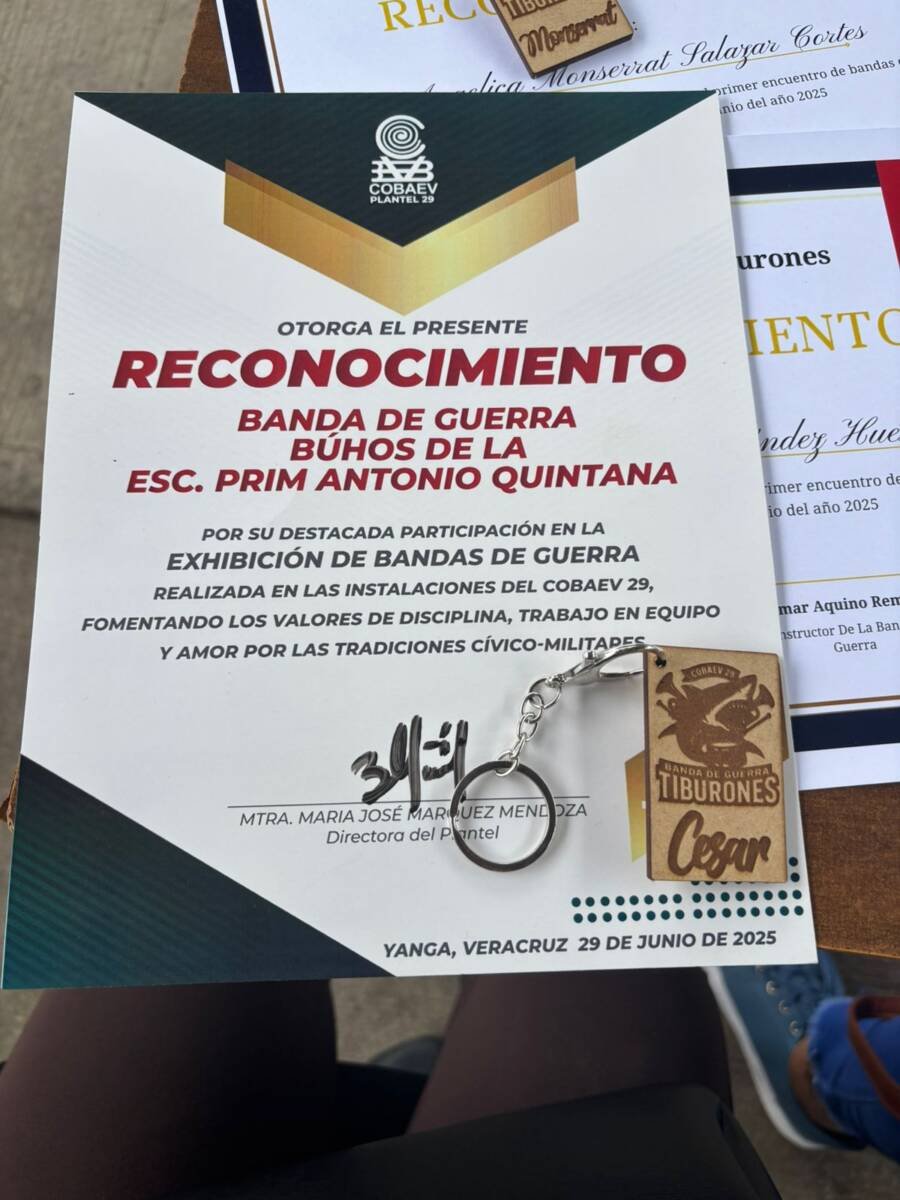 TIBURONES
Monserrat
Angelica Monserrat Salazar Cortes
primer encuentro de bandas
del año 2025
COBAEV
PLANTEL 29
OTORGA EL PRESENTE
RECONOCIMIENTO
BANDA DE GUERRA
BÚHOS DE LA
ESC. PRIM ANTONIO QUINTANA
POR SU DESTACADA PARTICIPACIÓN EN LA
EXHIBICIÓN DE BANDAS DE GUERRA
REALIZADA EN LAS INSTALACIONES DEL COBAEV 29,
FOMENTANDO LOS VALORES DE DISCIPLINA, TRABAJO EN EQUIPO
Y AMOR POR LAS TRADICIONES CÍVICO-MILITARES
MTRA. MARIA JOSÉ MARQUEZ MENDOZA
Directora del Plantel
YANGA, VERACRUZ 29 DE JUNIO DE 2025
COBAEV 29
BANDA DE GUERRA
TIBURONES
Cesar
urones
IENTO
ndez Hue
imer encuentro de
io del año 2025
mar Aquino Rem
nstructor De La Ban
Guerra